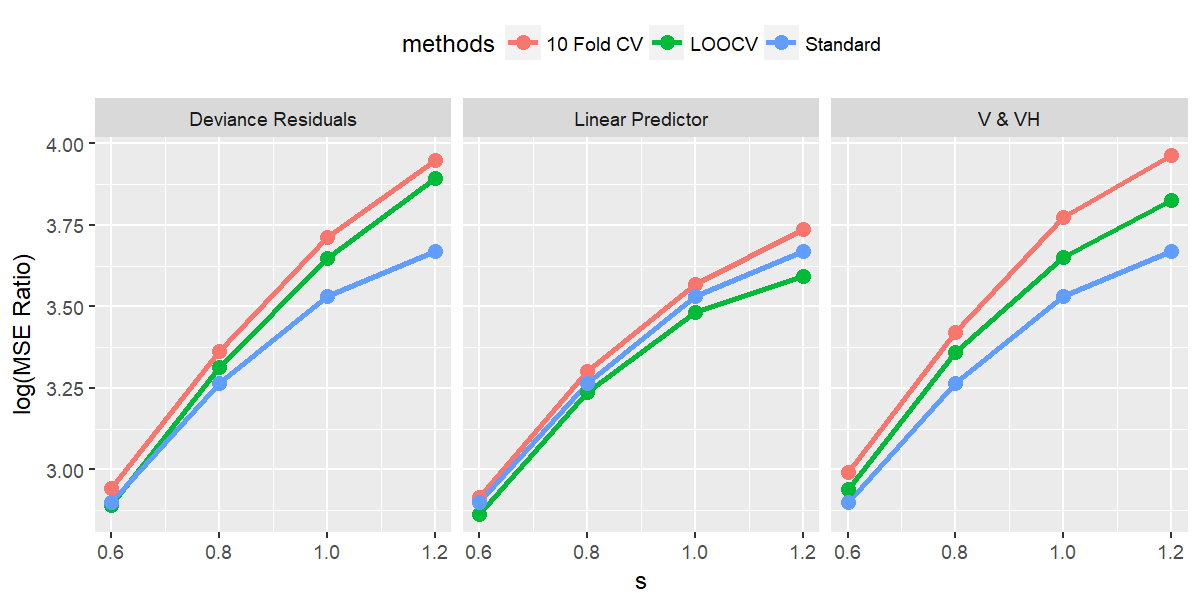 methods 10 Fold CV LOOCV Standard
Deviance Residuals Linear Predictor V & VH
4.00
3.75
3.50
3.25
3.00
log(MSE Ratio)
0.6 0.8 1.0 1.2 0.6 0.8 1.0 1.2 0.6 0.8 1.0 1.2
s